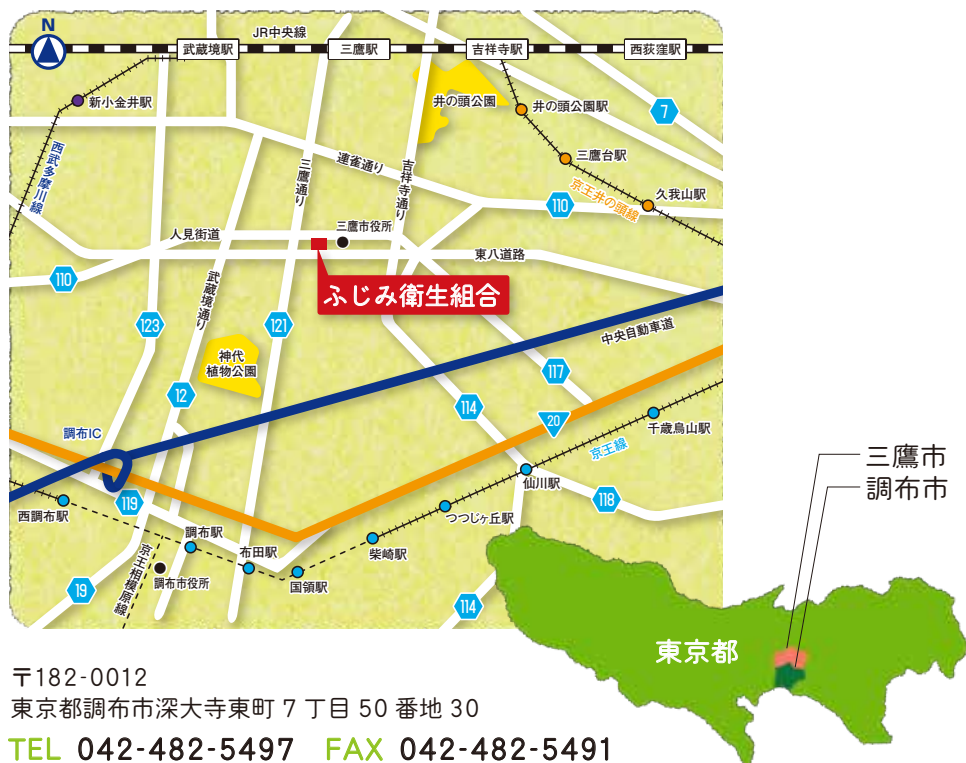 N
JR中央線
武蔵境駅
三鷹駅
吉祥寺駅
西荻窪駅
新小金井駅
井の頭公園
井の頭公園駅
7
西武多摩川線
三鷹通り
連雀通り
吉祥寺通り
三鷹台駅
京王井の頭線
久我山駅
110
三鷹市役所
人見街道
東八道路
110
武蔵境通り
ふじみ衛生組合
123
121
中央自動車道
神代
植物公園
12
117
114
20
調布IC
千歳烏山駅
京王線
仙川駅
119
118
西調布駅
つつじヶ丘駅
調布駅
布田駅
柴崎駅
京王相模原線
調布市役所
国領駅
19
114
三鷹市
調布市
東京都
〒182-0012
東京都調布市深大寺東町 7 丁目 50 番地 30
TEL 042-482-5497 FAX 042-482-5491